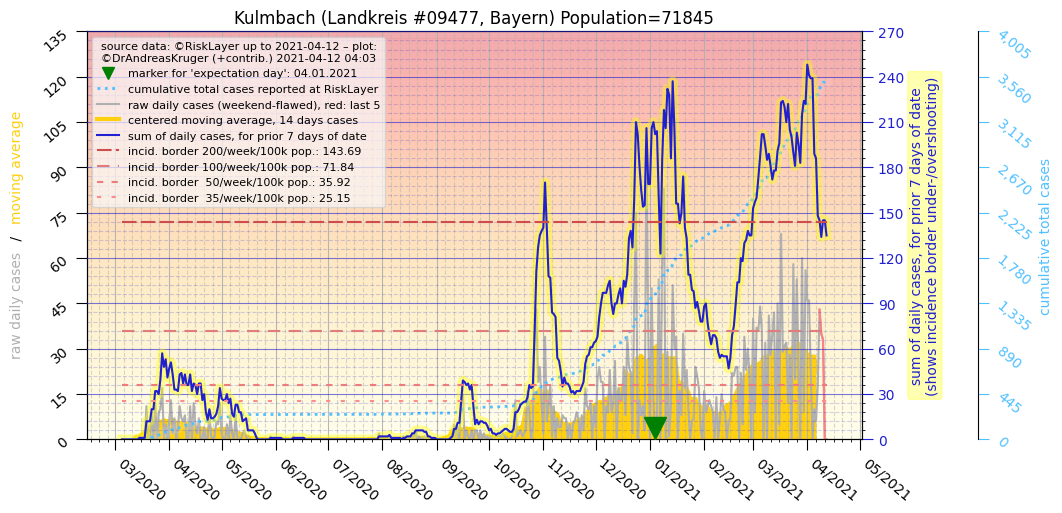 Kulmbach (Landkreis #09477, Bayern) Population=71845
source data: ©RiskLayer up to 2021-04-12 – plot:
©DrAndreasKruger (+contrib.) 2021-04-12 04:03
marker for 'expectation day': 04.01.2021
cumulative total cases reported at RiskLayer
raw daily cases (weekend-flawed), red: last 5
centered moving average, 14 days cases
sum of daily cases, for prior 7 days of date
incid. border 200/week/100k pop.: 143.69
incid. border 100/week/100k pop.: 71.84
incid. border  50/week/100k pop.: 35.92
incid. border  35/week/100k pop.: 25.15
raw daily cases / moving average
135
120
105
90
75
60
45
30
15
0
270
240
210
180
150
120
90
60
30
0
sum of daily cases, for prior 7 days of date
(shows incidence border under-/overshooting)
4,005
3,560
3,115
2,670
2,225
1,780
1,335
890
445
0
cumulative total cases
03/2020
04/2020
05/2020
06/2020
07/2020
08/2020
09/2020
10/2020
11/2020
12/2020
01/2021
02/2021
03/2021
04/2021
05/2021